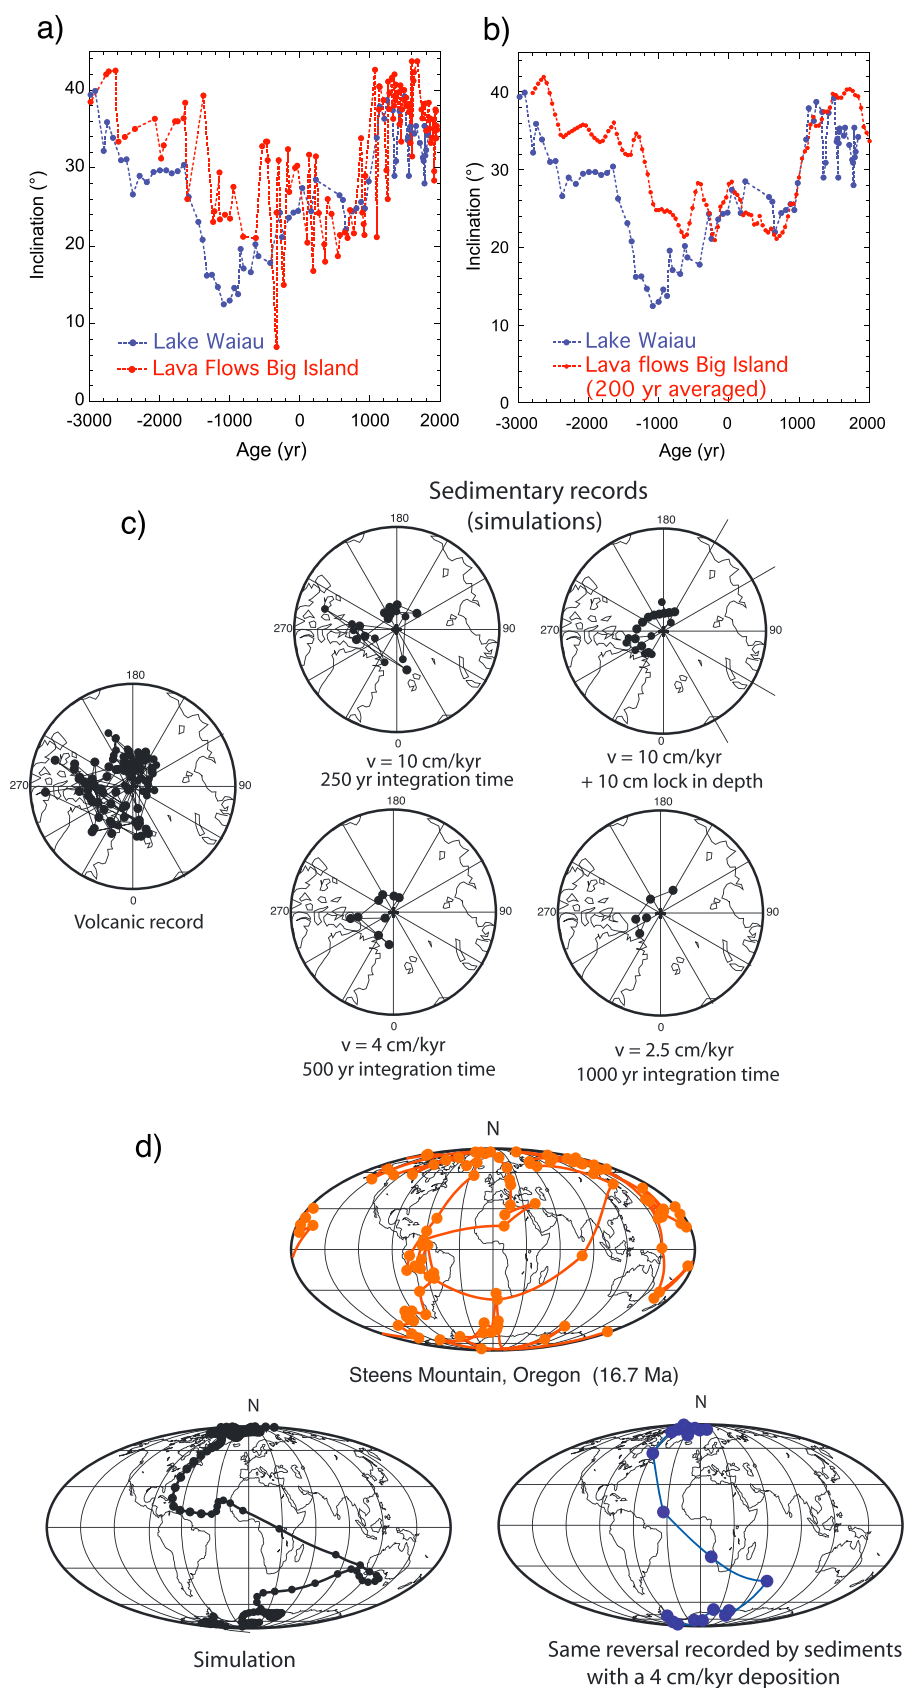 a)
40
30
20
10
0
Inclination (°)
Lake Waiau
Lava Flows Big Island
-3000 -2000 -1000 0 1000 2000
Age (yr)
b)
40
30
20
10
0
Inclination (°)
Lake Waiau
Lava flows Big Island
(200 yr averaged)
-3000 -2000 -1000 0 1000 2000
Age (yr)
c)
Sedimentary records
(simulations)
180
270
90
0
Volcanic record
180
270
90
0
v = 10 cm/kyr
250 yr integration time
180
270
90
0
v = 10 cm/kyr
+ 10 cm lock in depth
180
270
90
0
v = 4 cm/kyr
500 yr integration time
180
270
90
0
v = 2.5 cm/kyr
1000 yr integration time
d)
N
Steens Mountain, Oregon (16.7 Ma)
N
Simulation
N
Same reversal recorded by sediments
with a 4 cm/kyr deposition